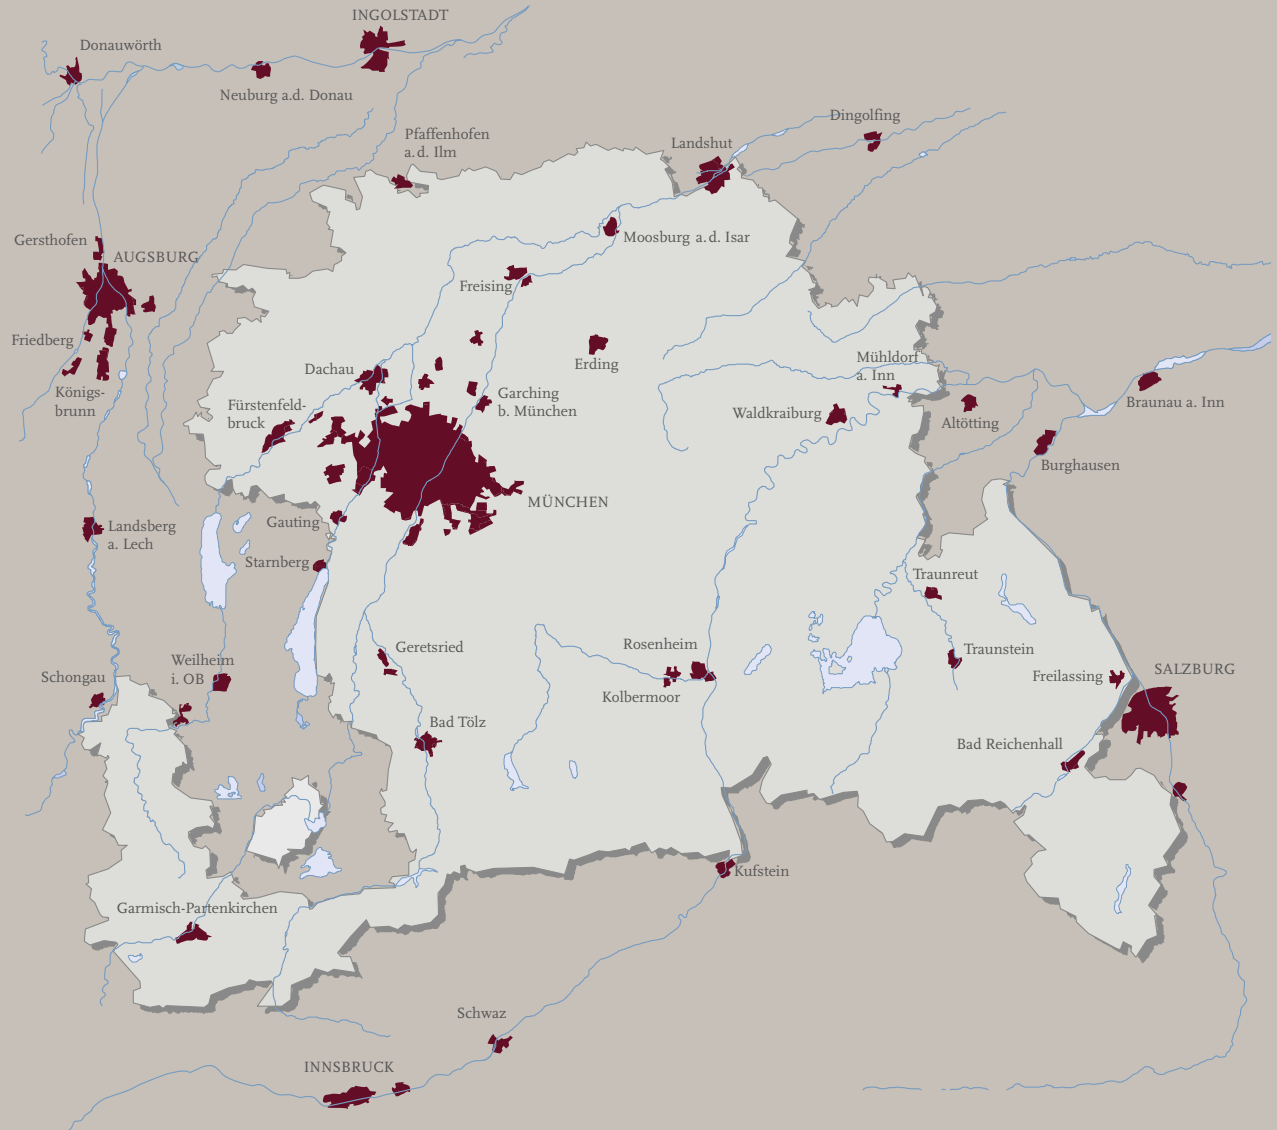 INGOLSTADT
Donauwörth
Neuburg a.d. Donau
Dingolfing
Pfaffenhofen
a.d. Ilm
Landshut
Gersthofen
AUGSBURG
Moosburg a.d. Isar
Freising
Friedberg
Erding
Mühldorf
a. Inn
Dachau
Königs-
brunn
Garching
b. München
Fürstenfeld-
bruck
Waldkraiburg
Altötting
Braunau a. Inn
Burghausen
MÜNCHEN
Landsberg
a. Lech
Gauting
Starnberg
Traunreut
Geretsried
Rosenheim
Traunstein
Weilheim
i. OB
Schongau
Freilassing
SALZBURG
Kolbermoor
Bad Tölz
Bad Reichenhall
Kufstein
Garmisch-Partenkirchen
Schwaz
INNSBRUCK